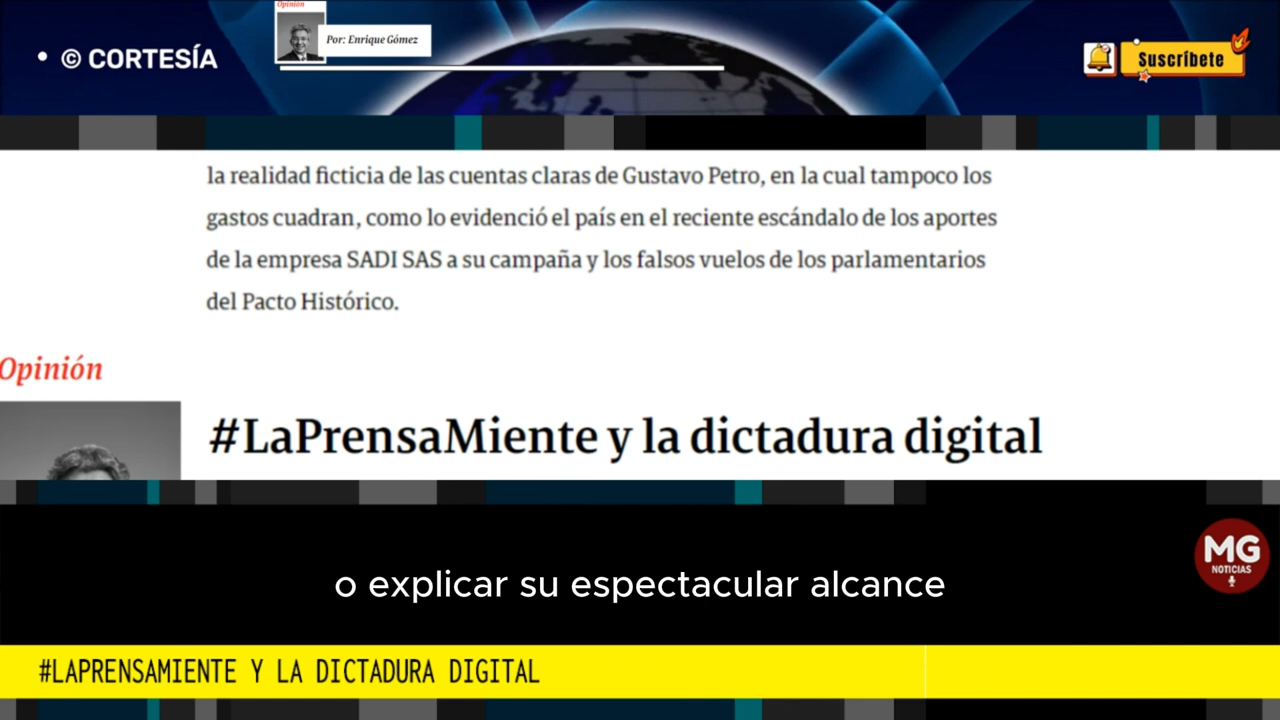 Opinión
Por: Enrique Gómez
• © CORTESÍA
Suscríbete
la realidad ficticia de las cuentas claras de Gustavo Petro, en la cual tampoco los
gastos cuadran, como lo evidenció el país en el reciente escándalo de los aportes
de la empresa SADI SAS a su campaña y los falsos vuelos de los parlamentarios
del Pacto Histórico.
Opinión
#LaPrensaMiente y la dictadura digital
o explicar su espectacular alcance
MG
NOTICIAS
#LAPRENSAMIENTE Y LA DICTADURA DIGITAL